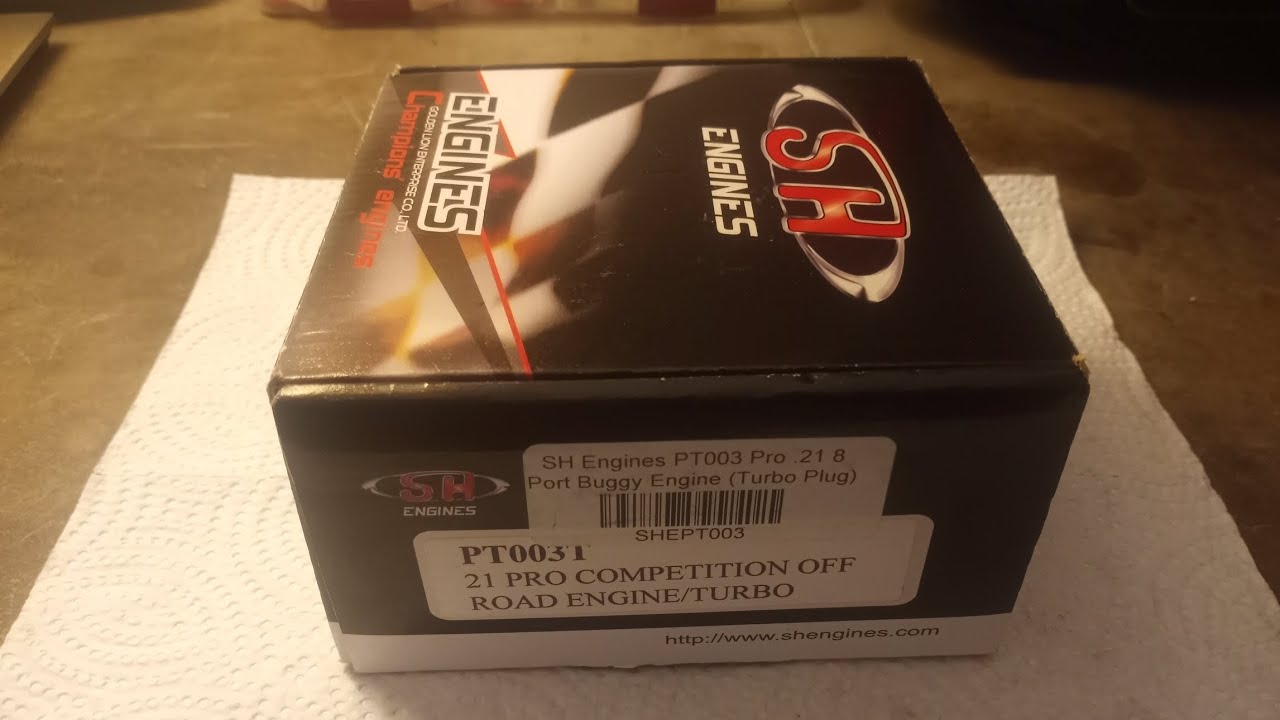 SH
ENGINES
ENGINES
GOLDEN LION ENTERPRISE CO., LTD.
Champions' engines
SH
ENGINES
SH Engines PT003 Pro .21 8
Port Buggy Engine (Turbo Plug)
SHEPT003
PT003T
21 PRO COMPETITION OFF
ROAD ENGINE/TURBO
http://www.shengines.com